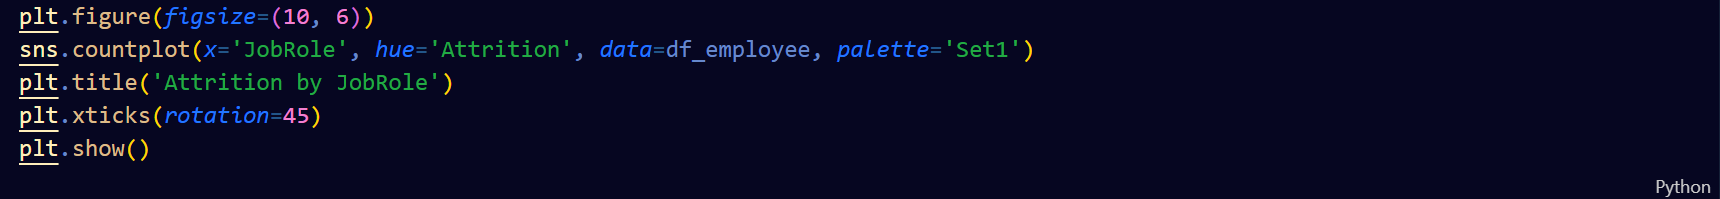 plt.figure(figsize=(10, 6))
sns.countplot(x='JobRole', hue='Attrition', data=df_employee, palette='Set1')
plt.title('Attrition by JobRole')
plt.xticks(rotation=45)
plt.show()
Python